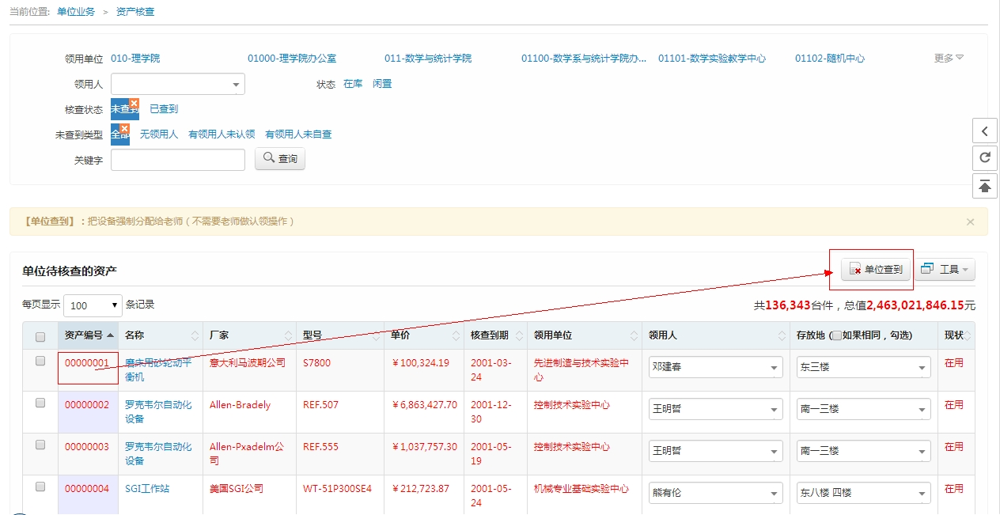 当前位置: 单位业务 > 资产核查
领用单位 010-理学院 01000-理学院办公室 011-数学与统计学院 01100-数学系与统计学院办... 01101-数学实验教学中心 01102-随机中心 更多
领用人 状态 在库 闲置
核查状态 未查到 已查到
未查到类型 全部 无领用人 有领用人未认领 有领用人未自查
关键字 查询
【单位查到】：把设备强制分配给老师（不需要老师做认领操作）
单位待核查的资产 单位查到 工具
每页显示 100 条记录 共136,343台件，总值2,463,021,846.15元
资产编号 名称 厂家 型号 单价 核查到期 领用单位 领用人 存放地 (如果相同，勾选) 现状
00000001 磨床用砂轮动平 意大利马波期公司 S7800 ￥100,324.19 2001-03- 先进制造与技术实验中 邓建春 东三楼 在用
衡机 24 心
00000002 罗克韦尔自动化 Allen-Bradely REF.507 ￥6,863,427.70 2001-12- 控制技术实验中心 王明哲 南一三楼 在用
设备 30
00000003 罗克韦尔自动化 Allen-Pxadelm公 REF.555 ￥1,037,757.30 2001-05- 控制技术实验中心 王明哲 南一三楼 在用
设备 司 19
00000004 SGI工作站 美国SGI公司 WT-51P300SE4 ￥212,723.87 2001-05- 机械专业基础实验中心 熊有伦 东八楼 四楼 在用
24